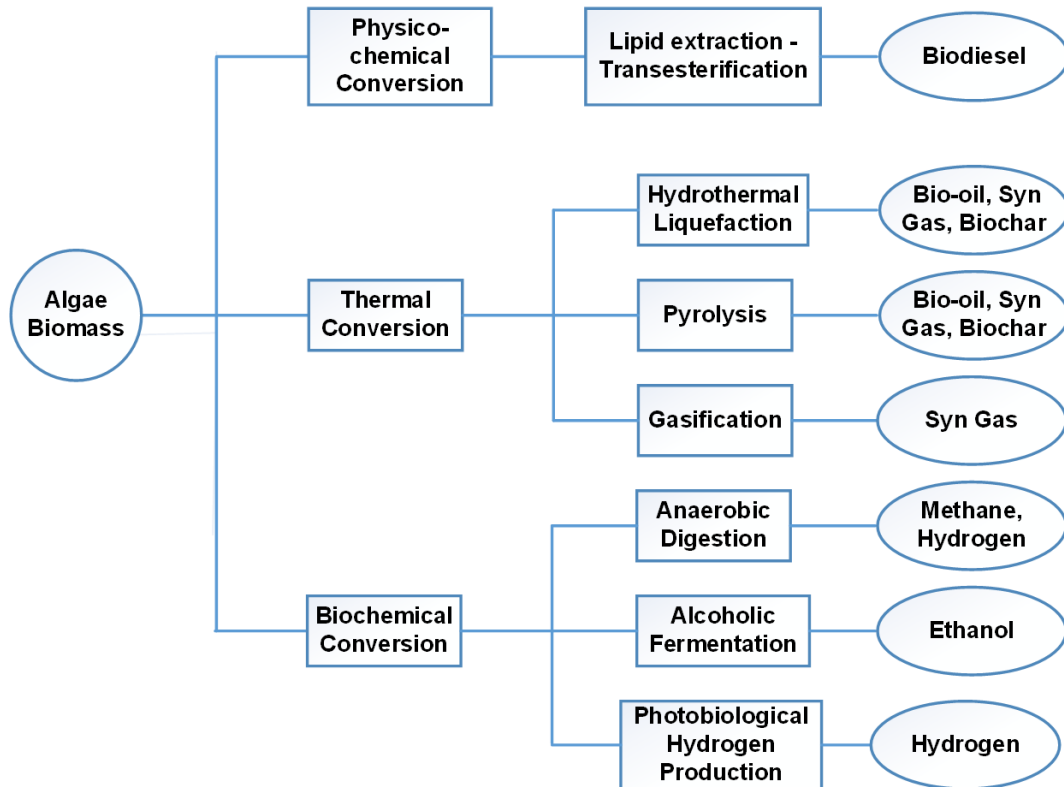 Physico-
chemical
Conversion
Lipid extraction -
Transesterification
Biodiesel
Hydrothermal
Liquefaction
Bio-oil, Syn
Gas, Biochar
Algae
Biomass
Thermal
Conversion
Pyrolysis
Bio-oil, Syn
Gas, Biochar
Gasification
Syn Gas
Anaerobic
Digestion
Methane,
Hydrogen
Biochemical
Conversion
Alcoholic
Fermentation
Ethanol
Photobiological
Hydrogen
Production
Hydrogen